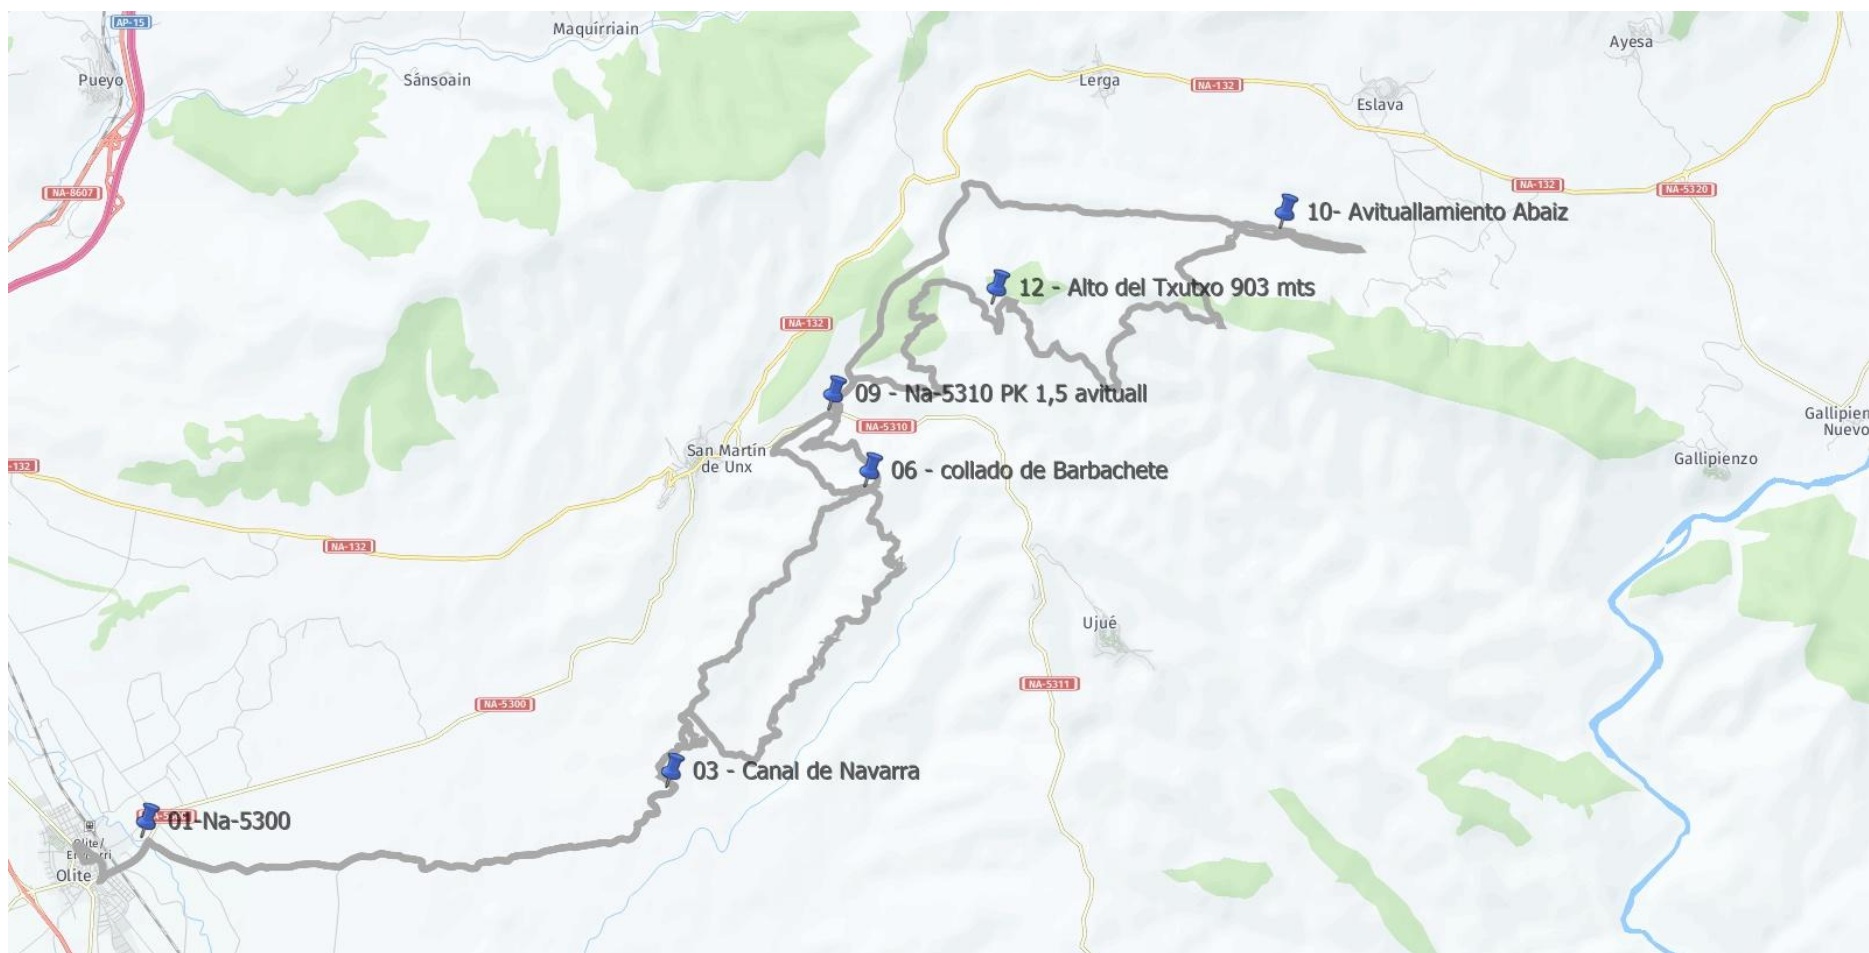 AP-15
Maquírriain
Pueyo
Sánsoain
Lerga
NA-132
Ayesa
Eslava
NA-8607
NA-132
NA-5320
10- Avituallamiento Abaiz
12 - Alto del Txutxo 903 mts
NA-132
09 - Na-5310 PK 1,5 avituall
NA-5310
Nuevo
San Martín
de Unx
-132
06 - collado de Barbachete
Gallipienzo
NA-132
Ujué
NA-5311
NA-5300
03 - Canal de Navarra
01-Na-5300
Olite/
Olite